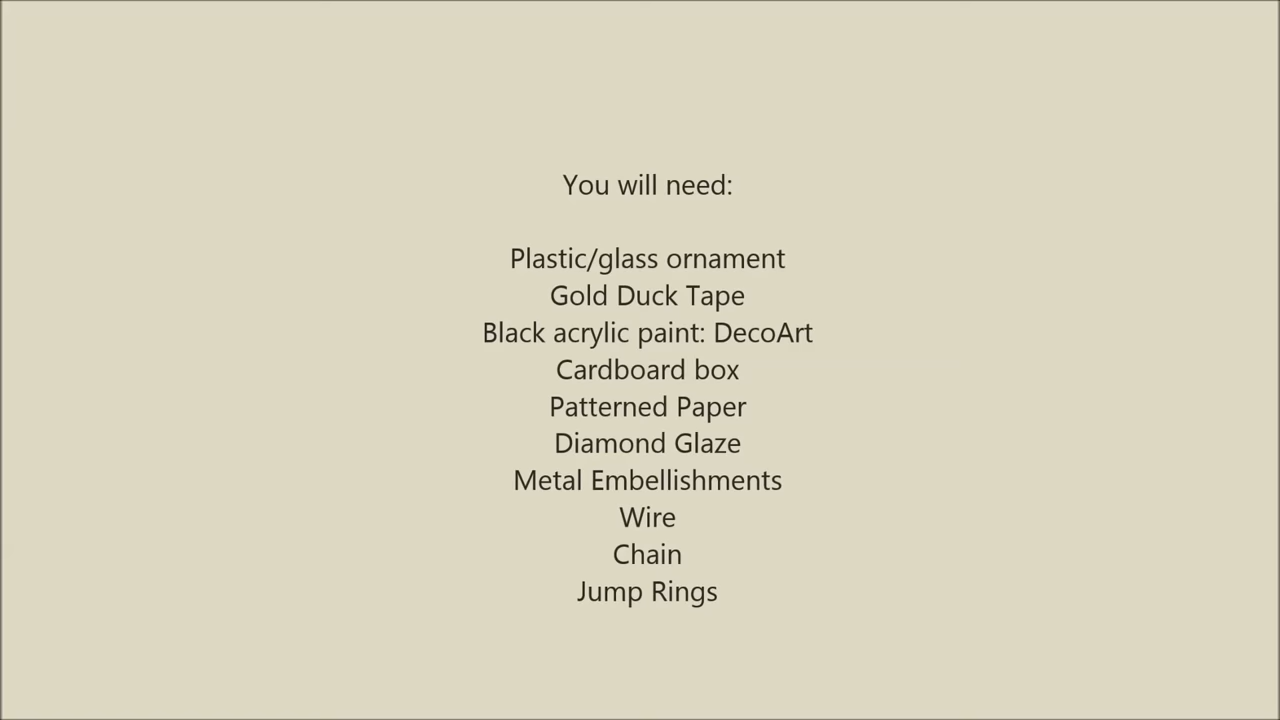 You will need:
Plastic/glass ornament
Gold Duck Tape
Black acrylic paint: DecoArt
Cardboard box
Patterned Paper
Diamond Glaze
Metal Embellishments
Wire
Chain
Jump Rings